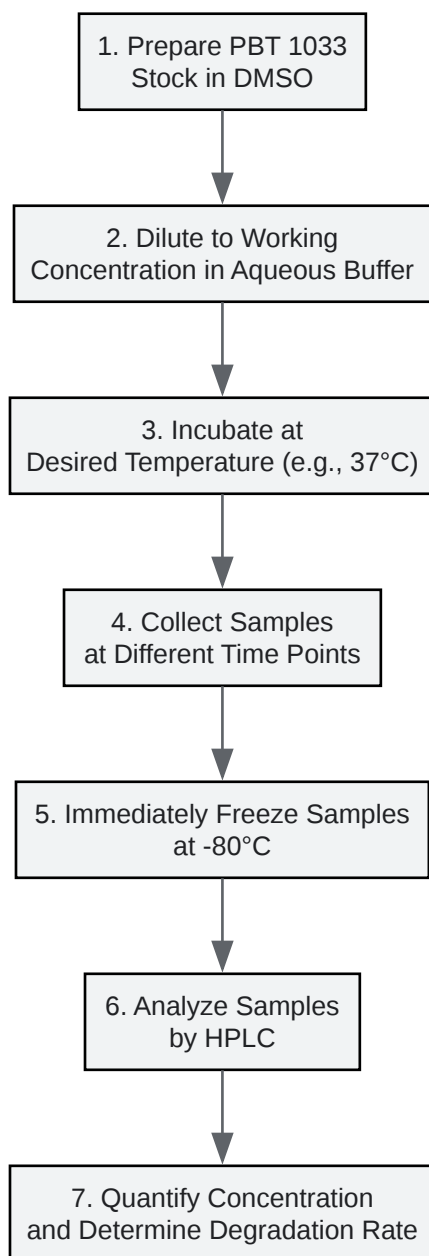 1. Prepare PBT 1033
Stock in DMSO
2. Dilute to Working
Concentration in Aqueous Buffer
3. Incubate at
Desired Temperature (e.g., 37°C)
4. Collect Samples
at Different Time Points
5. Immediately Freeze Samples
at -80°C
6. Analyze Samples
by HPLC
7. Quantify Concentration
and Determine Degradation Rate